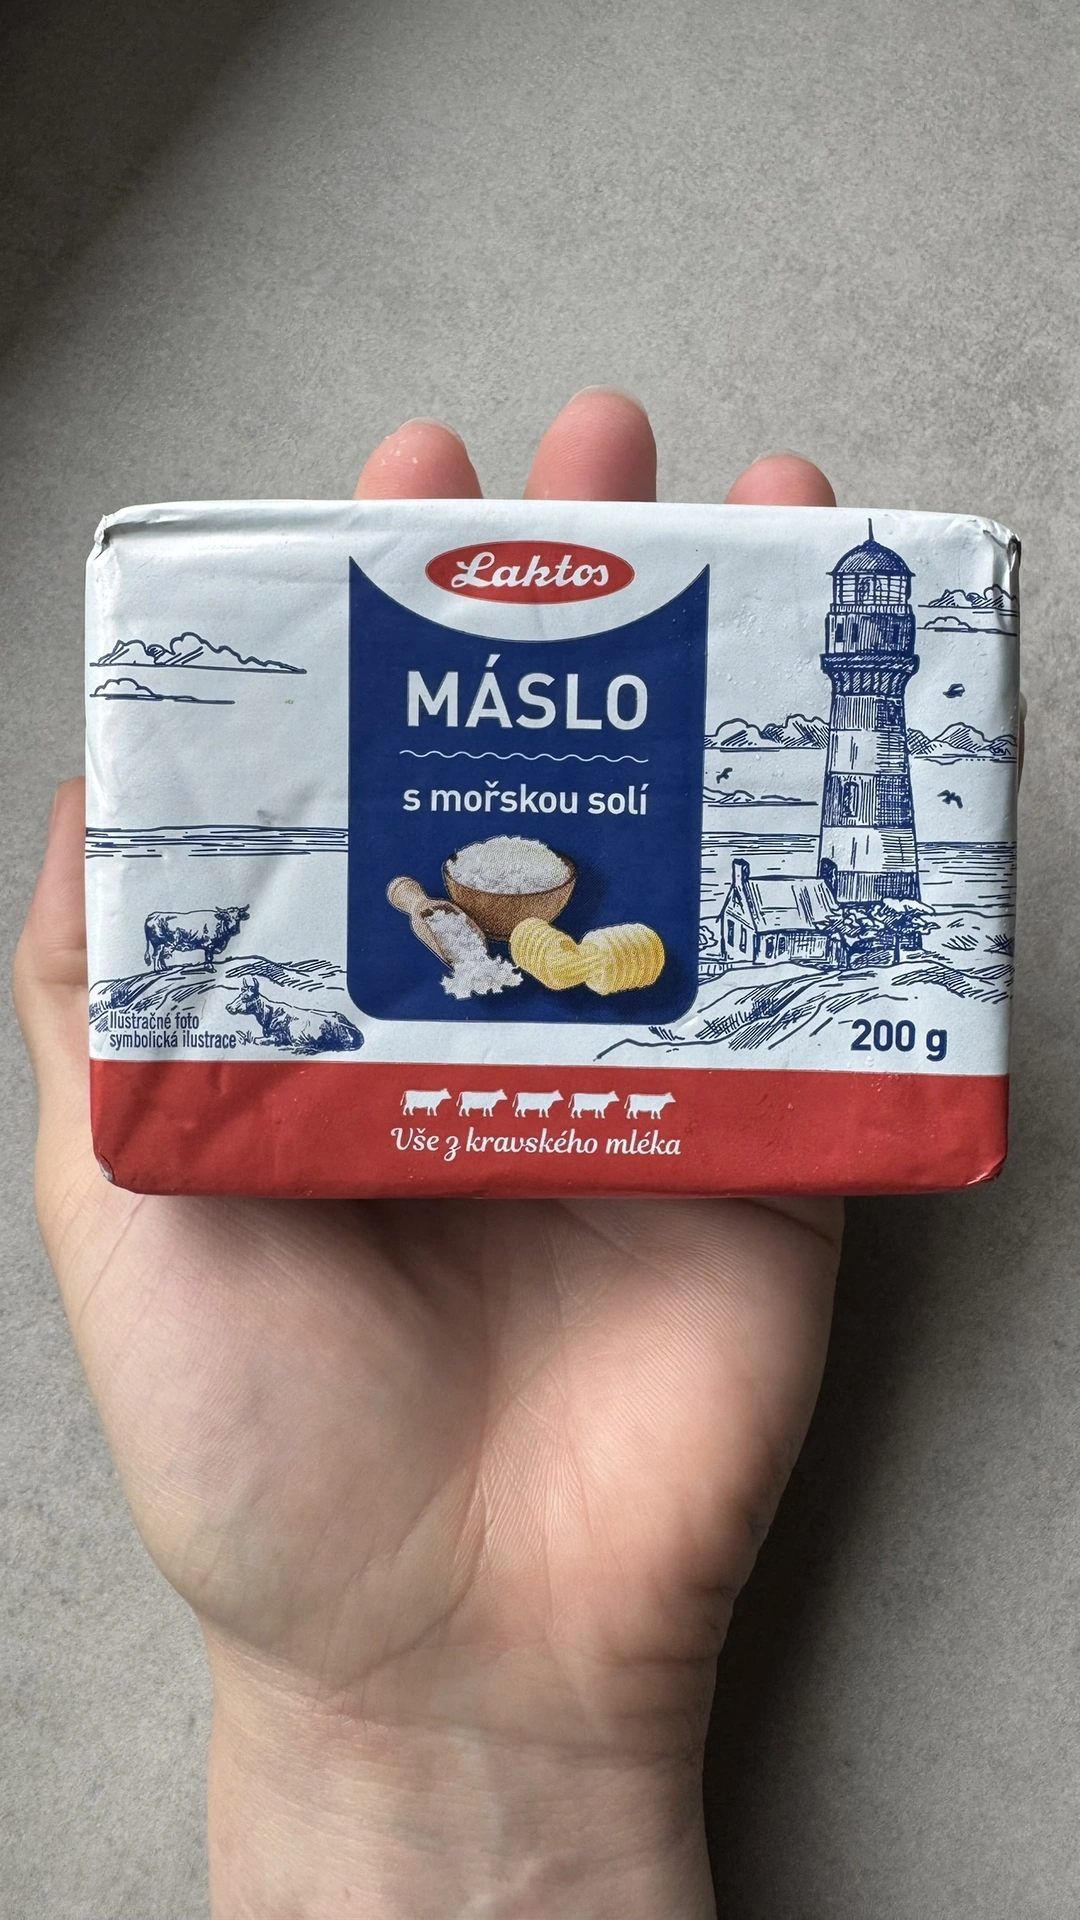 Laktos
MÁSLO
s mořskou solí
Ilustračné foto
symbolická ilustrace
200 g
Vše z kravského mléka